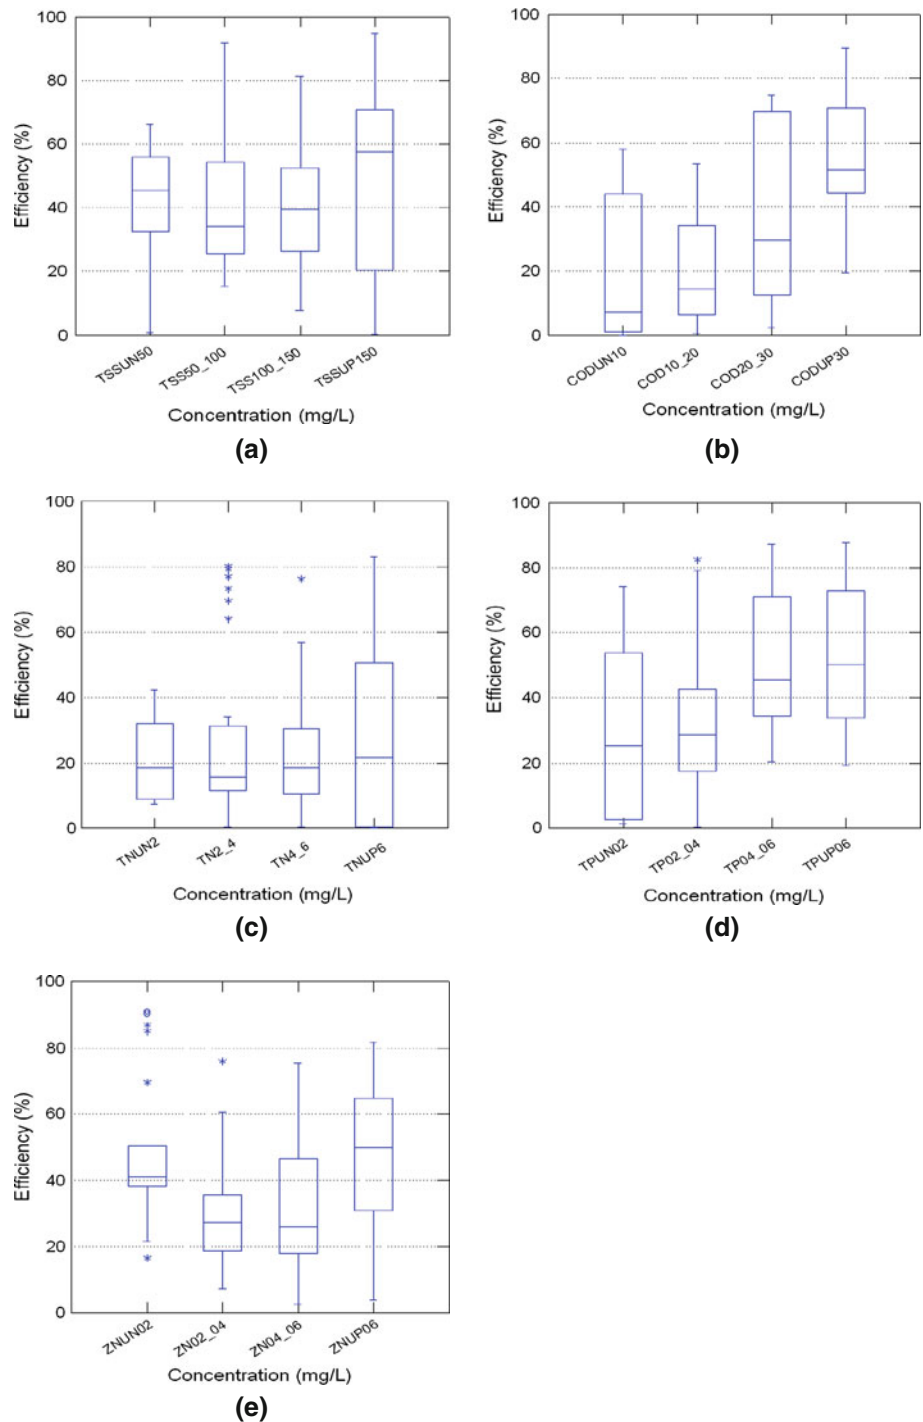 100
80
60
40
20
0
Efficiency (%)
TSSUN50
TSS50_100
TSS100_150
TSSUP150
Concentration (mg/L)
(a)
100
80
60
40
20
0
Efficiency (%)
CODUN10
COD10_20
COD20_30
CODUP30
Concentration (mg/L)
(b)
100
80
60
40
20
0
Efficiency (%)
TNUN2
TN2_4
TN4_6
TNUP6
Concentration (mg/L)
(c)
100
80
60
40
20
0
Efficiency (%)
TPUN02
TP02_04
TP04_06
TPUP06
Concentration (mg/L)
(d)
100
80
60
40
20
0
Efficiency (%)
ZNUN02
ZN02_04
ZN04_06
ZNUP06
Concentration (mg/L)
(e)